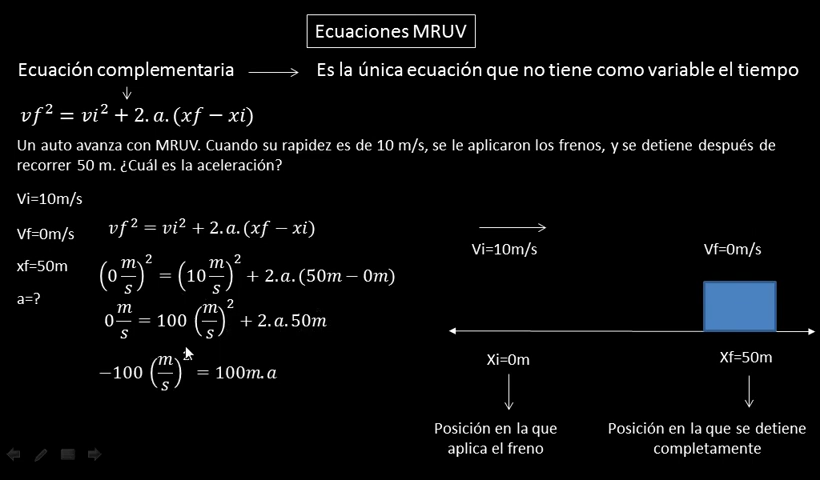 Ecuaciones MRUV
Ecuación complementaria → Es la única ecuación que no tiene como variable el tiempo
vf² = vi² + 2. a. (xf − xi)
Un auto avanza con MRUV. Cuando su rapidez es de 10 m/s, se le aplicaron los frenos, y se detiene después de
recorrer 50 m. ¿Cuál es la aceleración?
Vi=10m/s
Vf=0m/s
xf=50m
a=?
vf² = vi² + 2. a. (xf − xi)
(0 m/s)² = (10 m/s)² + 2. a. (50m − 0m)
0 m/s = 100 (m/s)² + 2. a. 50m
−100 (m/s)² = 100m. a
Vi=10m/s
Vf=0m/s
Xi=0m
Xf=50m
Posición en la que
aplica el freno
Posición en la que se detiene
completamente